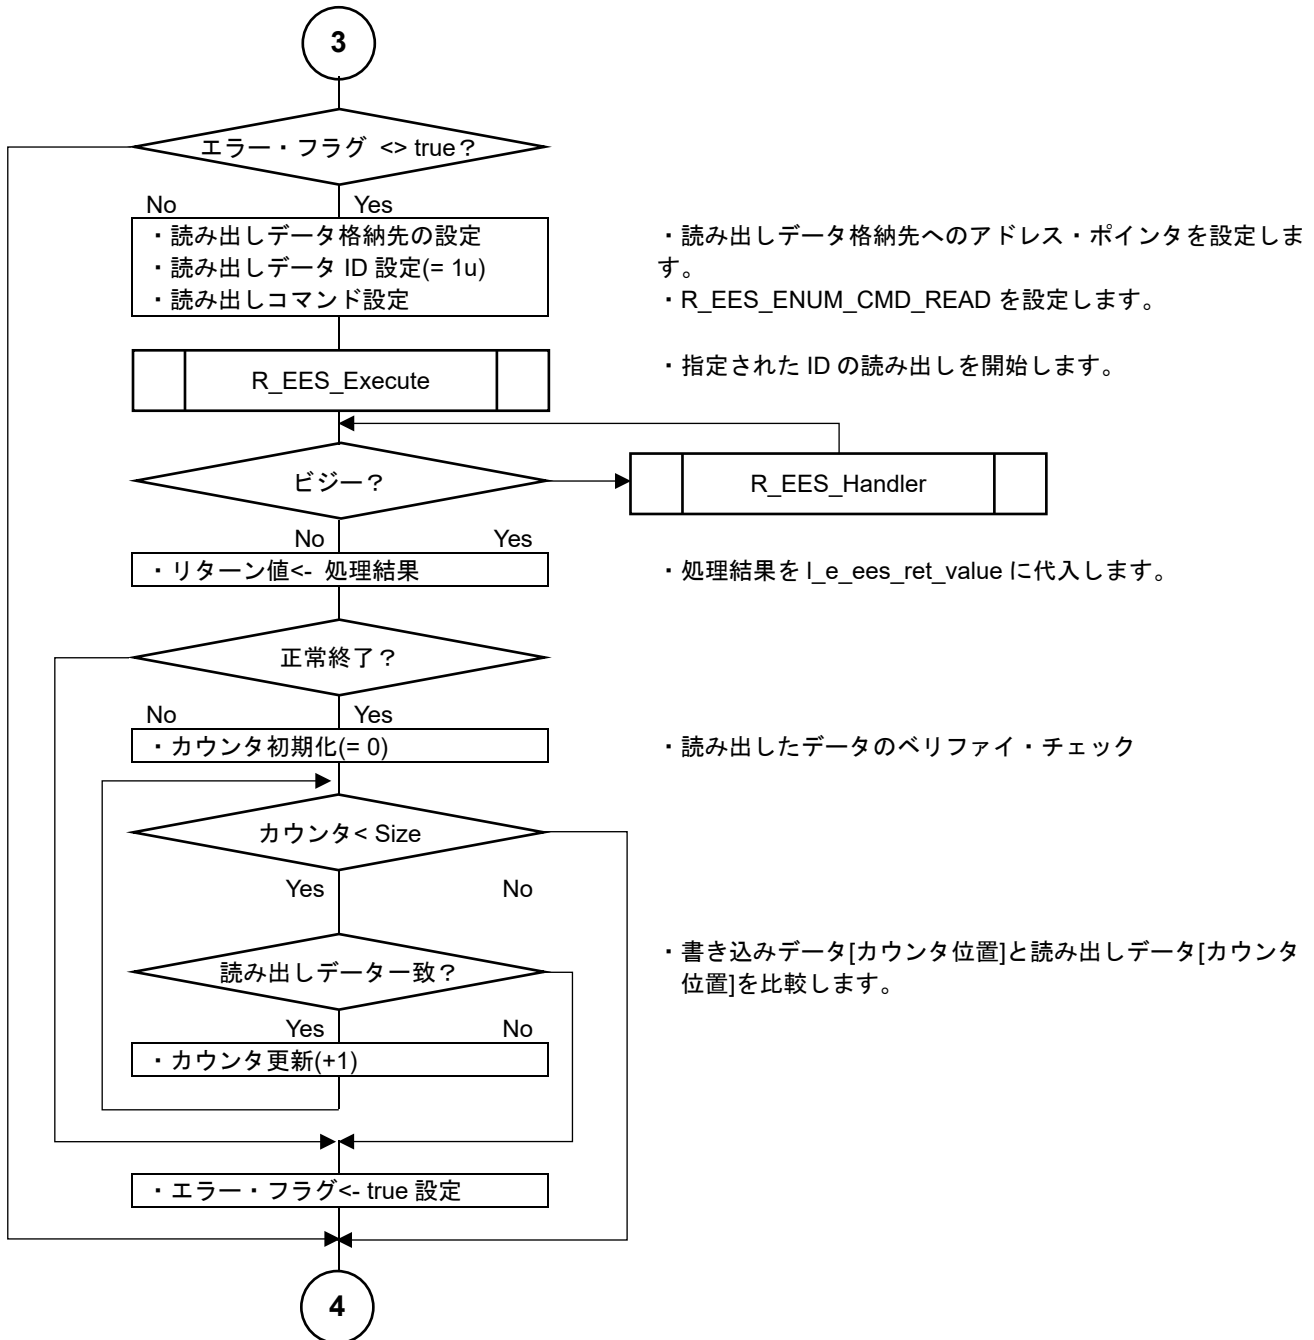 3
エラー・フラグ <> true？
No
Yes
・読み出しデータ格納先の設定
・読み出しデータ ID 設定(= 1u)
・読み出しコマンド設定
・読み出しデータ格納先へのアドレス・ポインタを設定しま
す。
・R_EES_ENUM_CMD_READ を設定します。
R_EES_Execute
・指定された ID の読み出しを開始します。
ビジー？
R_EES_Handler
No
Yes
・リターン値<- 処理結果
・処理結果を l_e_ees_ret_value に代入します。
正常終了？
No
Yes
・カウンタ初期化(= 0)
・読み出したデータのベリファイ・チェック
カウンタ< Size
Yes
No
読み出しデータ一致？
・書き込みデータ[カウンタ位置]と読み出しデータ[カウンタ
位置]を比較します。
Yes
No
・カウンタ更新(+1)
・エラー・フラグ<- true 設定
4